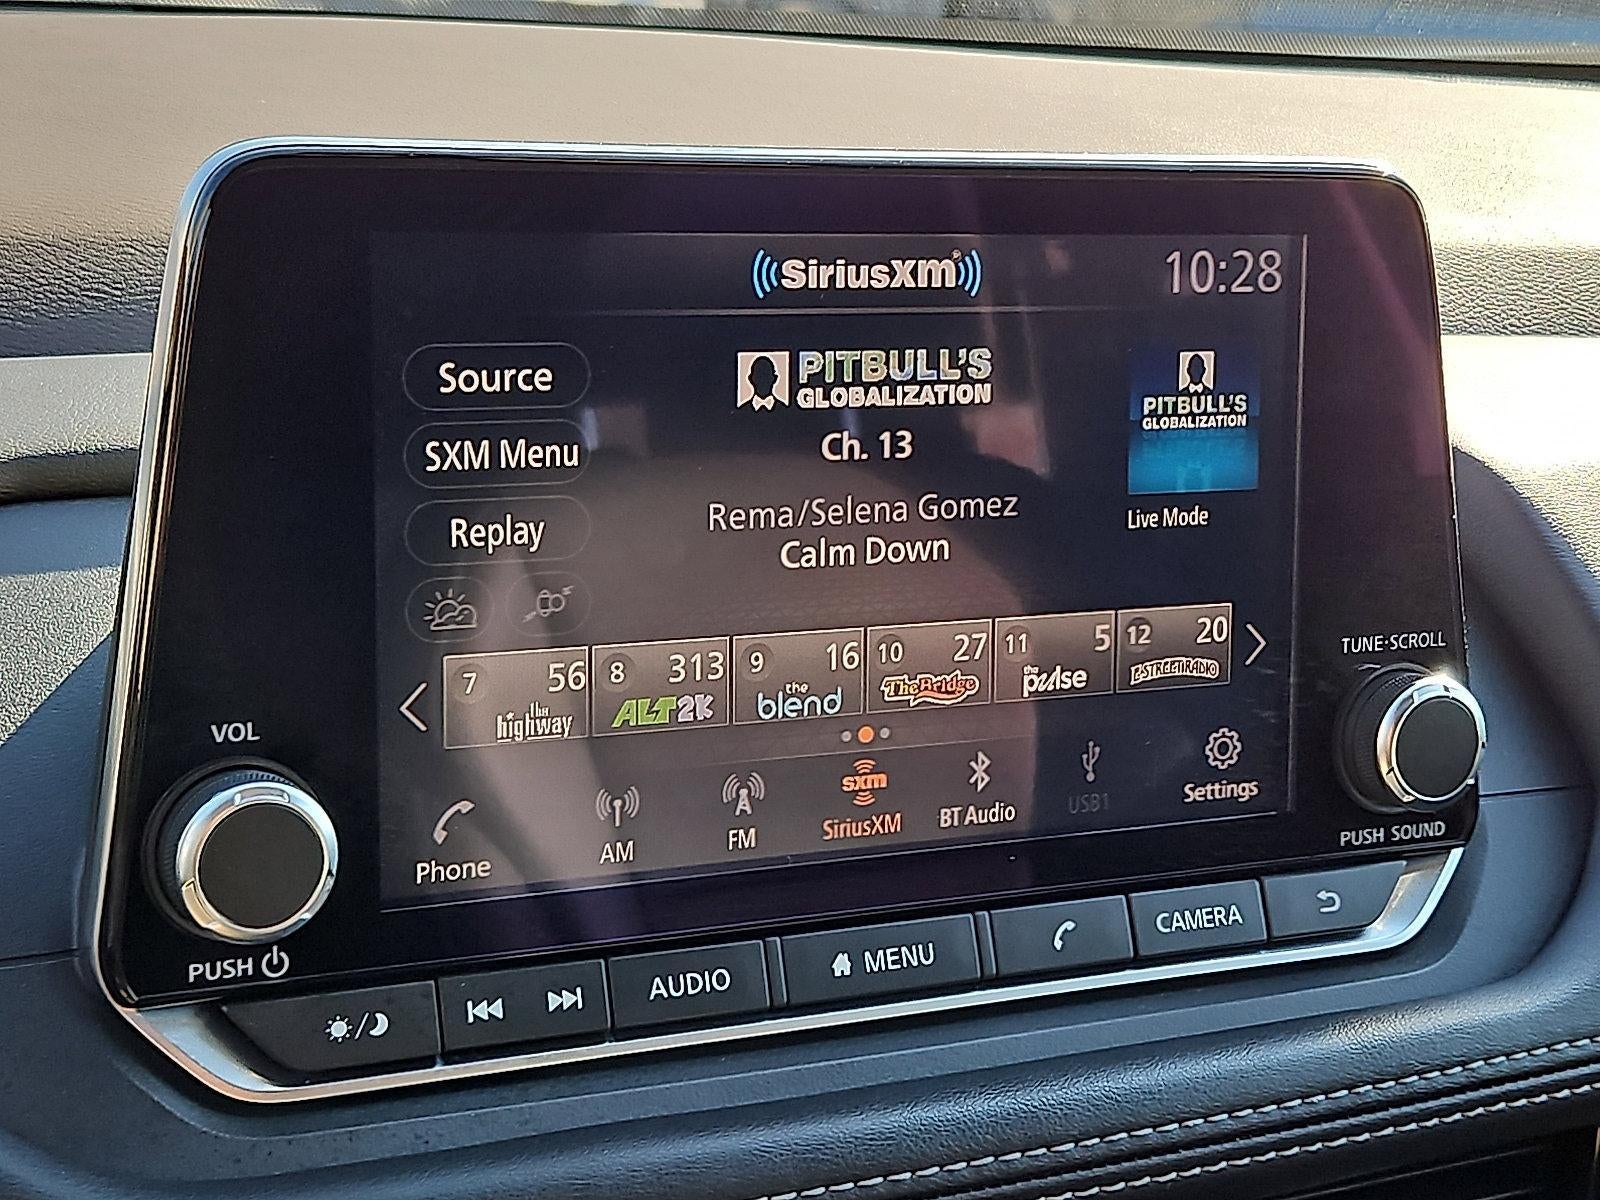 ((SiriusXM))
10:28
Source
PITBULL'S
GLOBALIZATION
PITBULL'S
GLOBALIZATION
Ch. 13
SXM Menu
Rema/Selena Gomez
Live Mode
Replay
Calm Down
7 56
the
highway
8 313
ALT2K
9 16
the
blend
10 27
The Bridge
11 5
the
pulse
12 20
E STREET RADIO
TUNE·SCROLL
VOL
Phone
AM
FM
sxm
SiriusXM
BT Audio
USB1
Settings
PUSH SOUND
PUSH
AUDIO
MENU
CAMERA